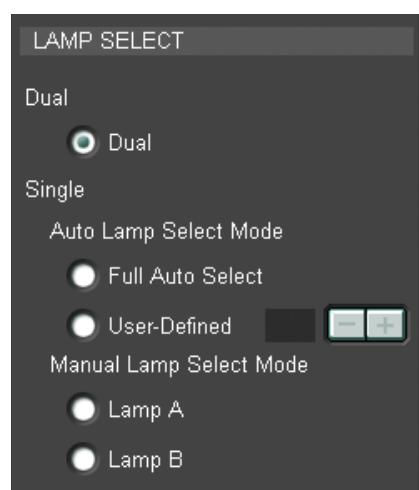 LAMP SELECT
Dual
Dual
Single
Auto Lamp Select Mode
Full Auto Select
User-Defined − +
Manual Lamp Select Mode
Lamp A
Lamp B